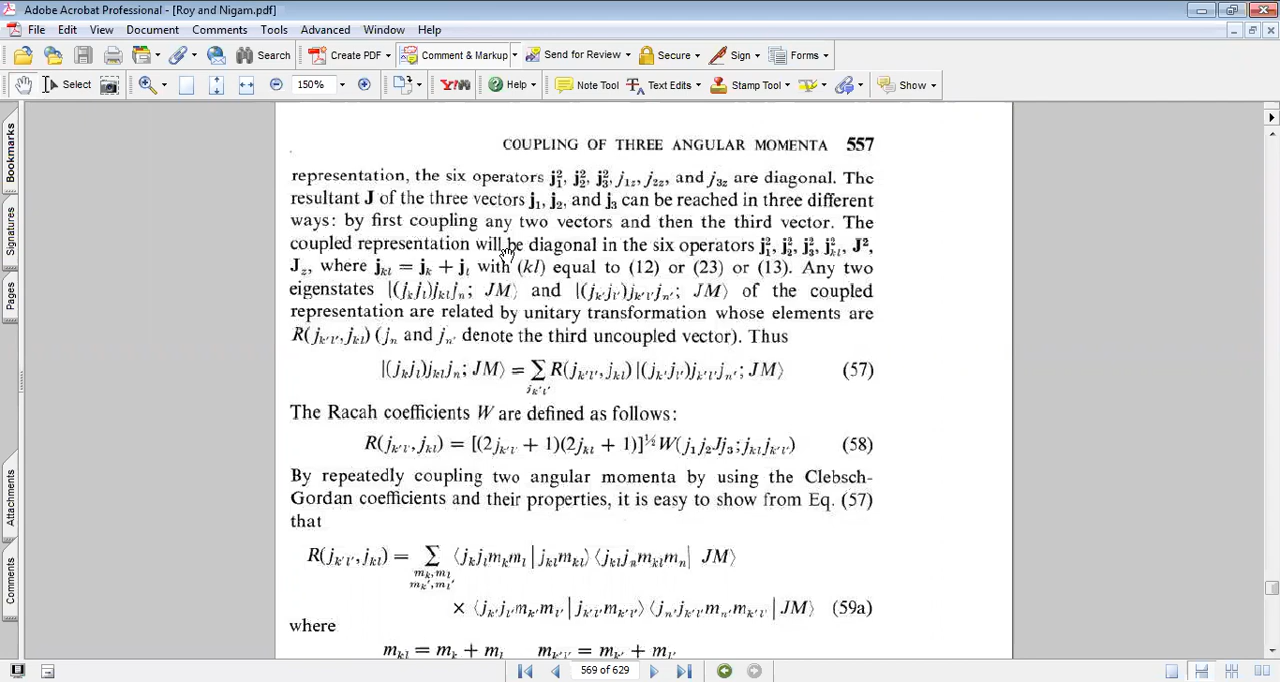 Adobe Acrobat Professional - [Roy and Nigam.pdf]
File Edit View Document Comments Tools Advanced Window Help
Create PDF Comment & Markup Send for Review Secure Sign Forms
Search
Select 150% Y! Help Note Tool Text Edits Stamp Tool Show
Bookmarks
Signatures
Pages
Attachments
Comments
COUPLING OF THREE ANGULAR MOMENTA 557
representation, the six operators j₁², j₂², j₃², j₁z, j₂z, and j₃z are diagonal. The
resultant J of the three vectors j₁, j₂, and j₃ can be reached in three different
ways: by first coupling any two vectors and then the third vector. The
coupled representation will be diagonal in the six operators j₁², j₂², j₃², jₖₗ², J²,
J_z, where jₖₗ = jₖ + jₗ with (kl) equal to (12) or (23) or (13). Any two
eigenstates |(jₖjₗ)jₖₗjₙ; JM⟩ and |(jₖ'jₗ')jₖ'ₗ'jₙ'; JM⟩ of the coupled
representation are related by unitary transformation whose elements are
R(jₖ'ₗ', jₖₗ) (jₙ and jₙ' denote the third uncoupled vector). Thus
|(jₖjₗ)jₖₗjₙ; JM⟩ = ∑ R(jₖ'ₗ', jₖₗ) |(jₖ'jₗ')jₖ'ₗ'jₙ'; JM⟩ (57)
jₖ'ₗ'
The Racah coefficients W are defined as follows:
R(jₖ'ₗ', jₖₗ) = [(2jₖ'ₗ' + 1)(2jₖₗ + 1)]^½ W(j₁j₂Jj₃; jₖₗjₖ'ₗ') (58)
By repeatedly coupling two angular momenta by using the Clebsch-
Gordan coefficients and their properties, it is easy to show from Eq. (57)
that
R(jₖ'ₗ', jₖₗ) = ∑ ⟨jₖjₗmₖmₗ | jₖₗmₖₗ⟩ ⟨jₖₗjₙmₖₗmₙ| JM⟩
mₖ,mₗ
mₖ',mₗ'
× ⟨jₖ'jₗ'mₖ'mₗ' | jₖ'ₗ'mₖ'ₗ'⟩ ⟨jₙ'jₖ'ₗ'mₙ'mₖ'ₗ' | JM⟩ (59a)
where
mₖₗ = mₖ + mₗ mₖ'ₗ' = mₖ' + mₗ'
569 of 629